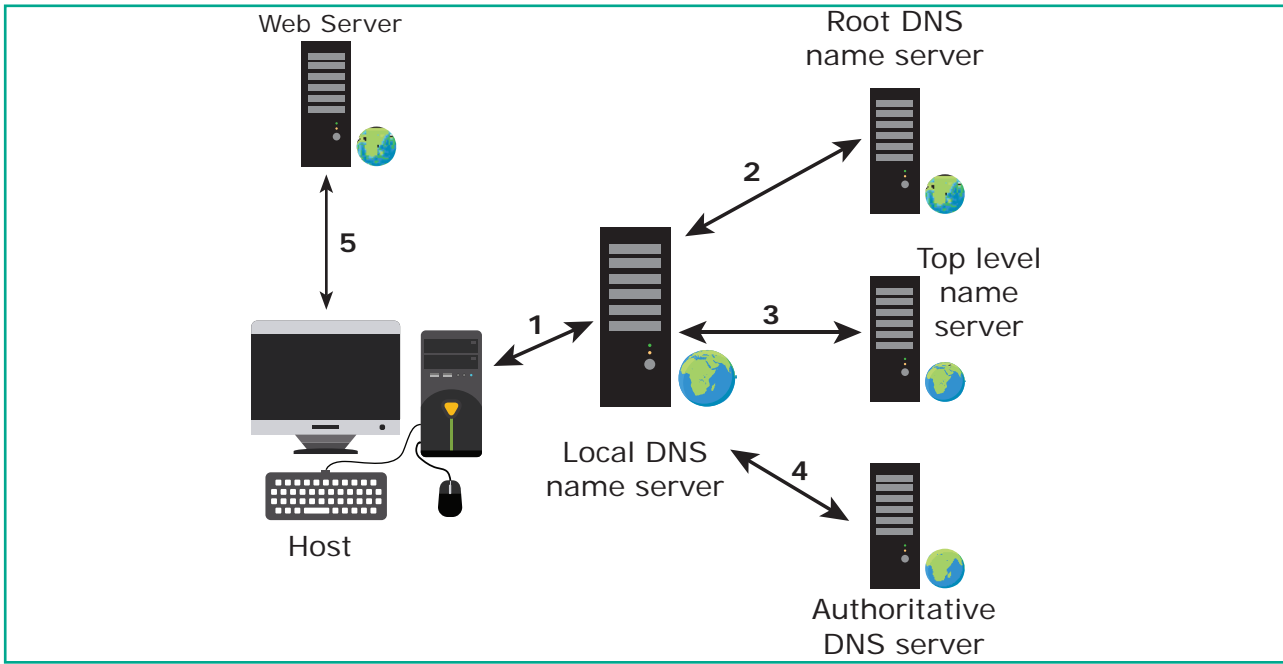 Web Server
Root DNS
name server
2
5
Top level
name
server
1
3
Local DNS
name server
4
Host
Authoritative
DNS server